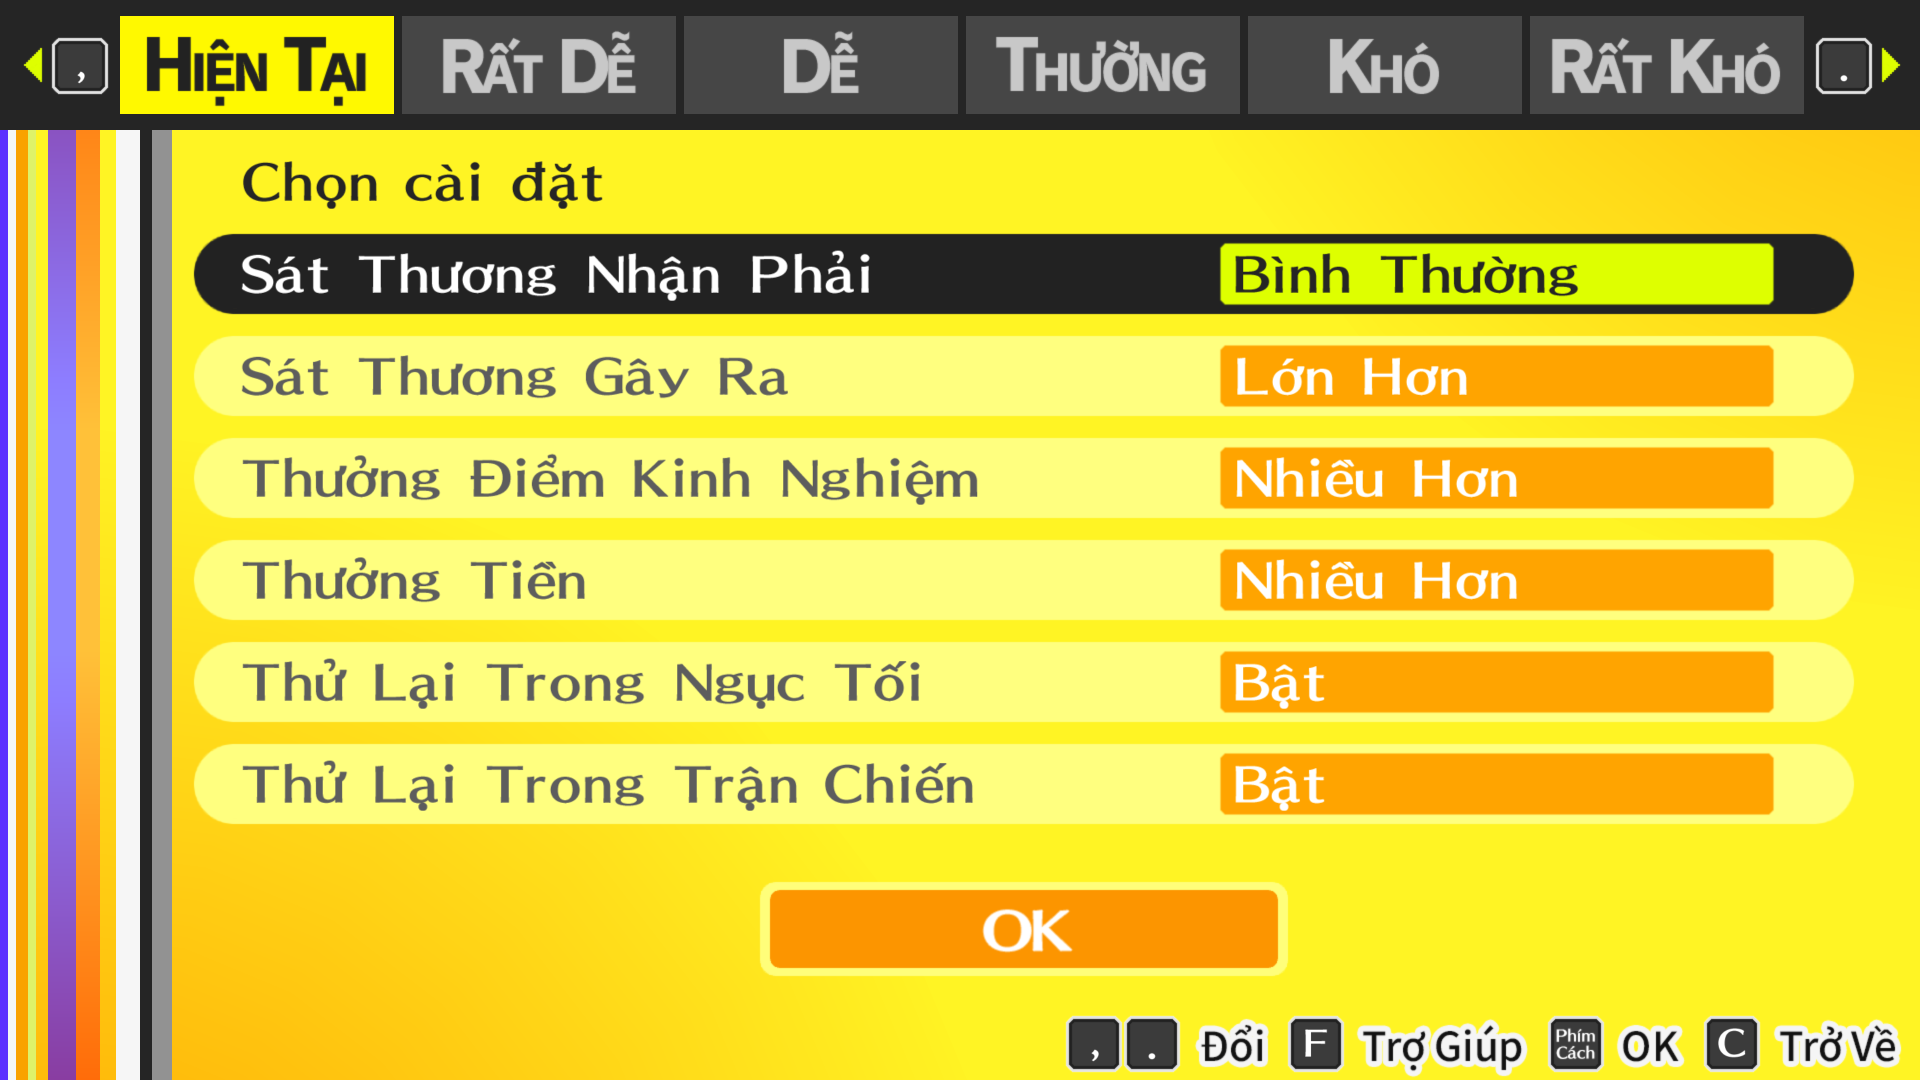 , HIỆN TẠI RẤT DỄ DỄ THƯỜNG KHÓ RẤT KHÓ .
Chọn cài đặt
Sát Thương Nhận Phải Bình Thường
Sát Thương Gây Ra Lớn Hơn
Thưởng Điểm Kinh Nghiệm Nhiều Hơn
Thưởng Tiền Nhiều Hơn
Thử Lại Trong Ngục Tối Bật
Thử Lại Trong Trận Chiến Bật
OK
, . Đổi F Trợ Giúp Phím Cách OK C Trở Về